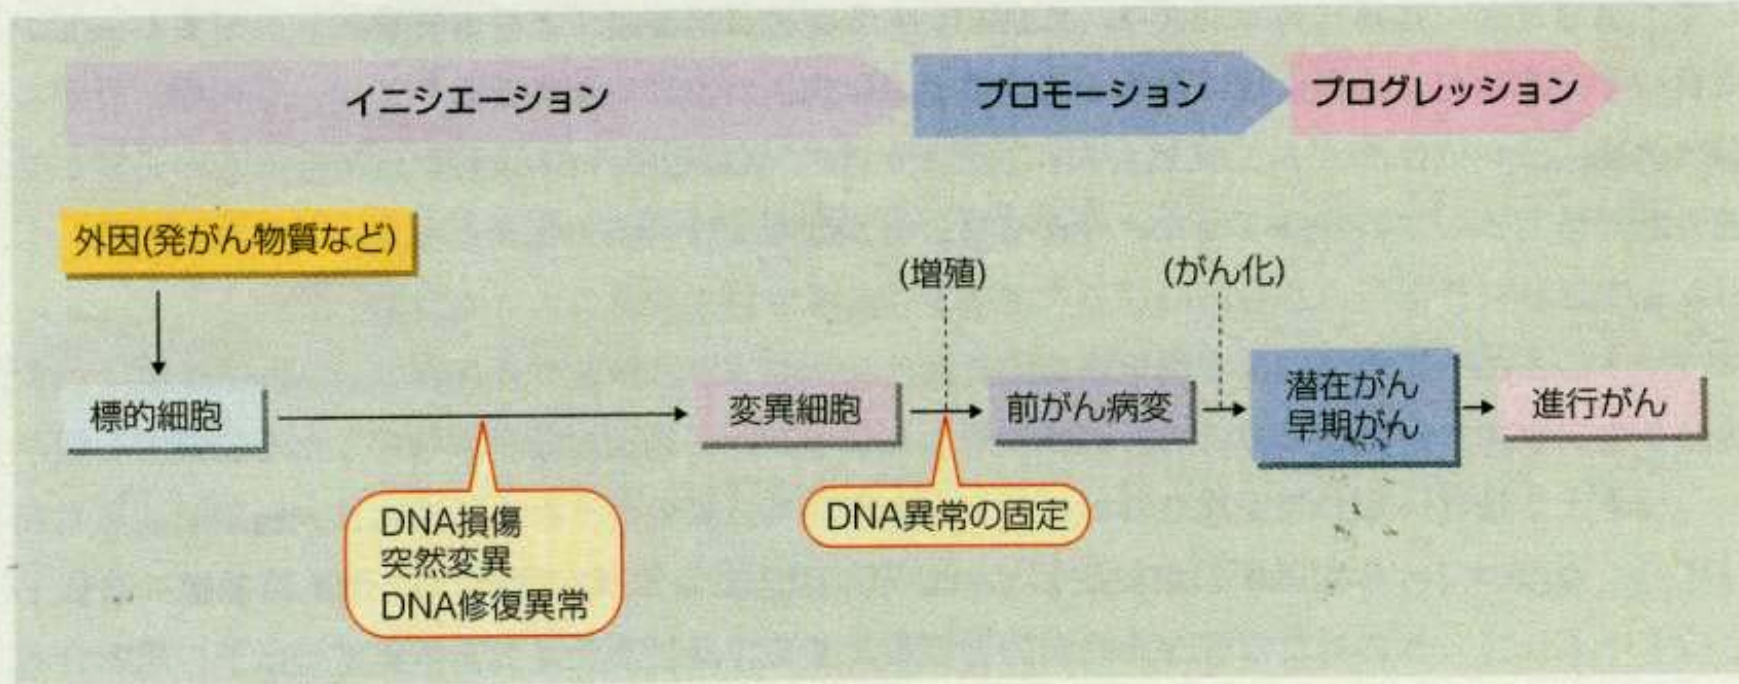 イニシエーション
プロモーション
プログレッション
外因(発がん物質など)
(増殖)
(がん化)
標的細胞
変異細胞
前がん病変
潜在がん
早期がん
進行がん
DNA損傷
突然変異
DNA修復異常
DNA異常の固定